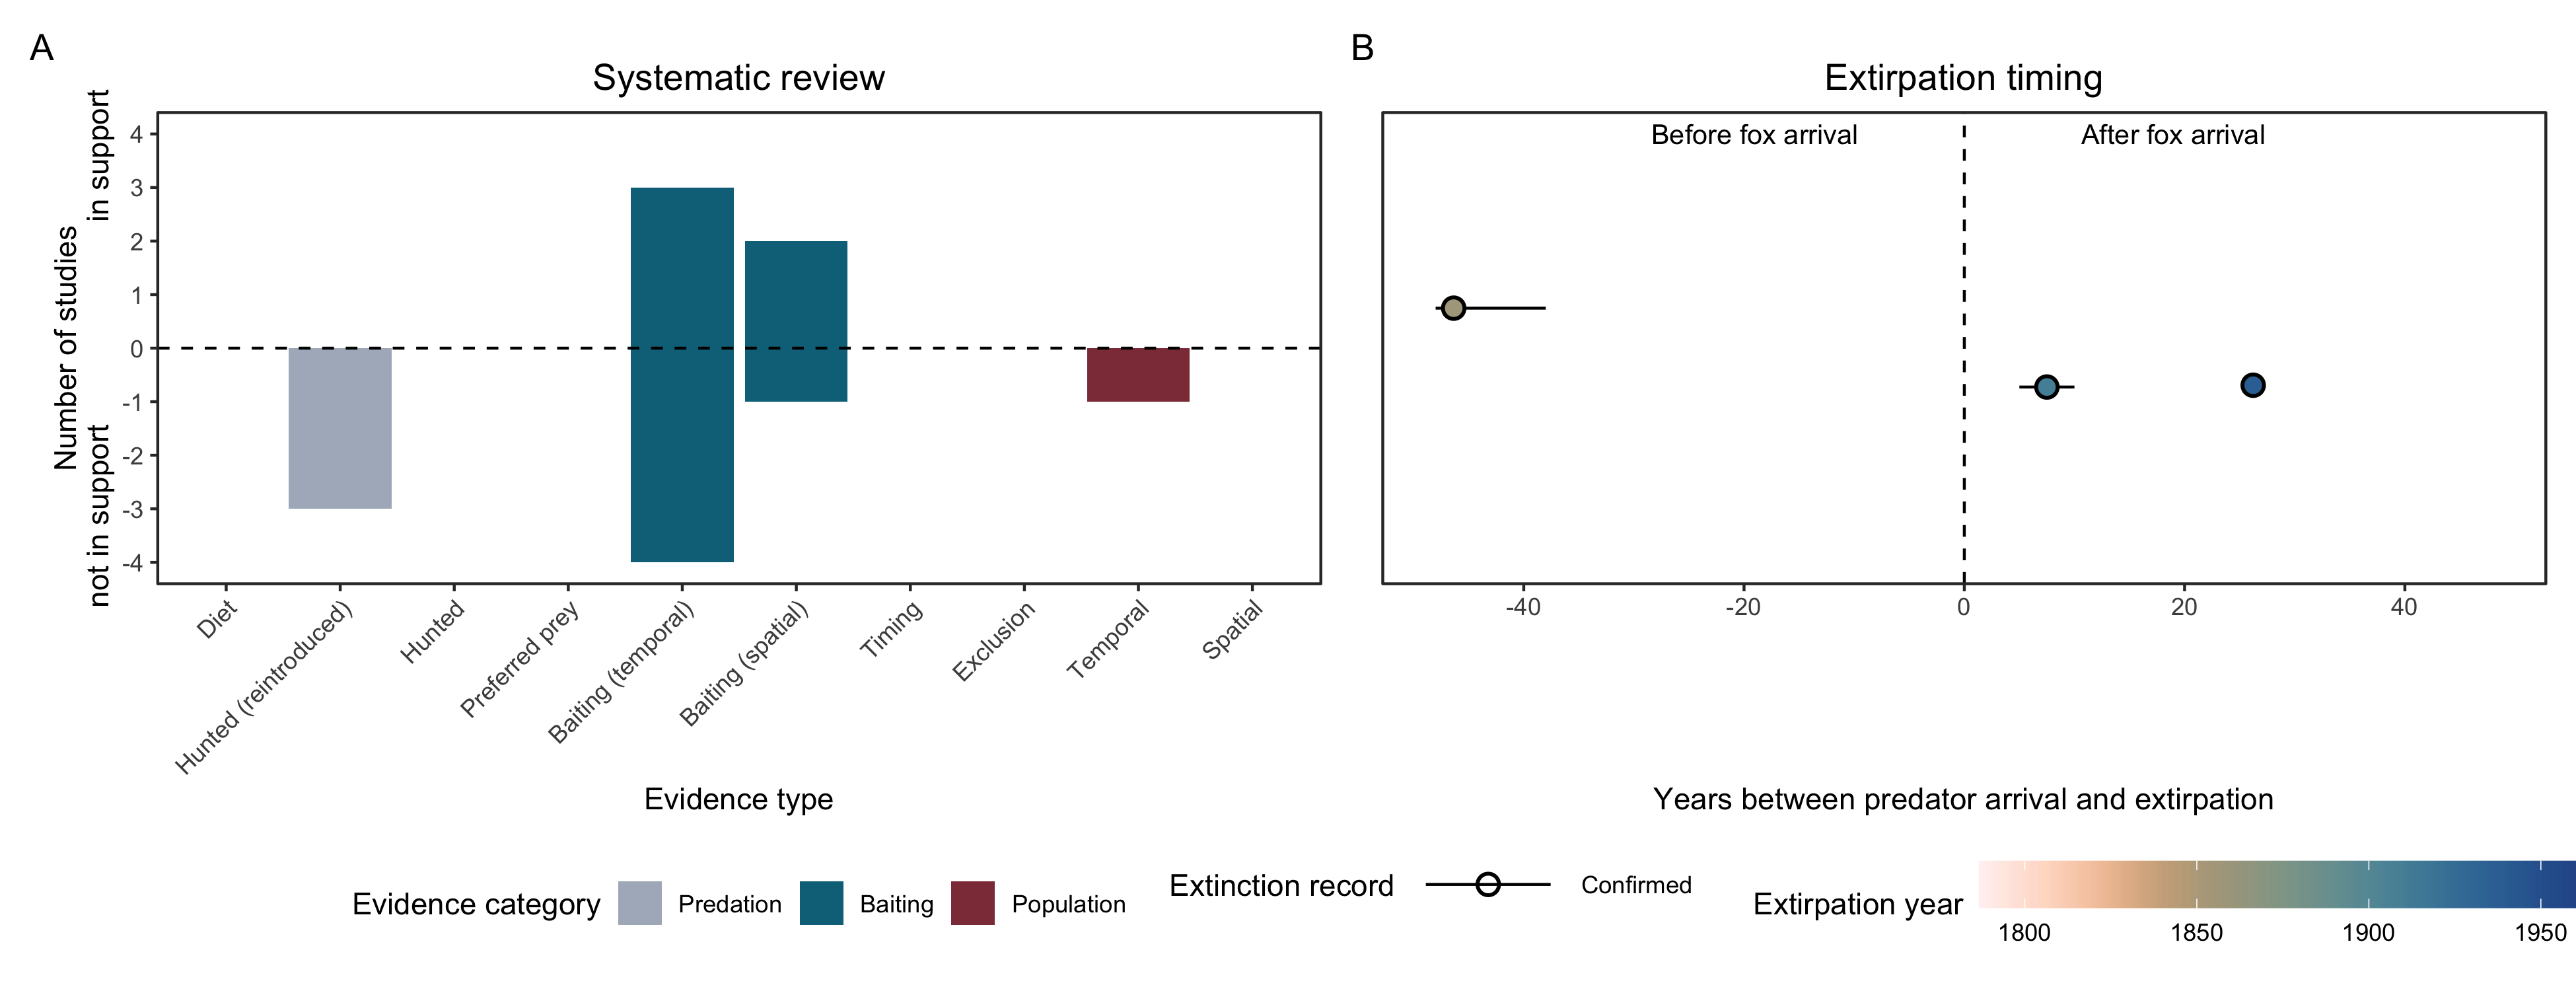 A
Systematic review
Number of studies
in support
not in support
4
3
2
1
0
-1
-2
-3
-4
Diet
Hunted (reintroduced)
Hunted
Preferred prey
Baiting (temporal)
Baiting (spatial)
Timing
Exclusion
Temporal
Spatial
Evidence type
B
Extirpation timing
Before fox arrival
After fox arrival
-40
-20
0
20
40
Years between predator arrival and extirpation
Evidence category
Predation
Baiting
Population
Extinction record
Confirmed
Extirpation year
1800
1850
1900
1950